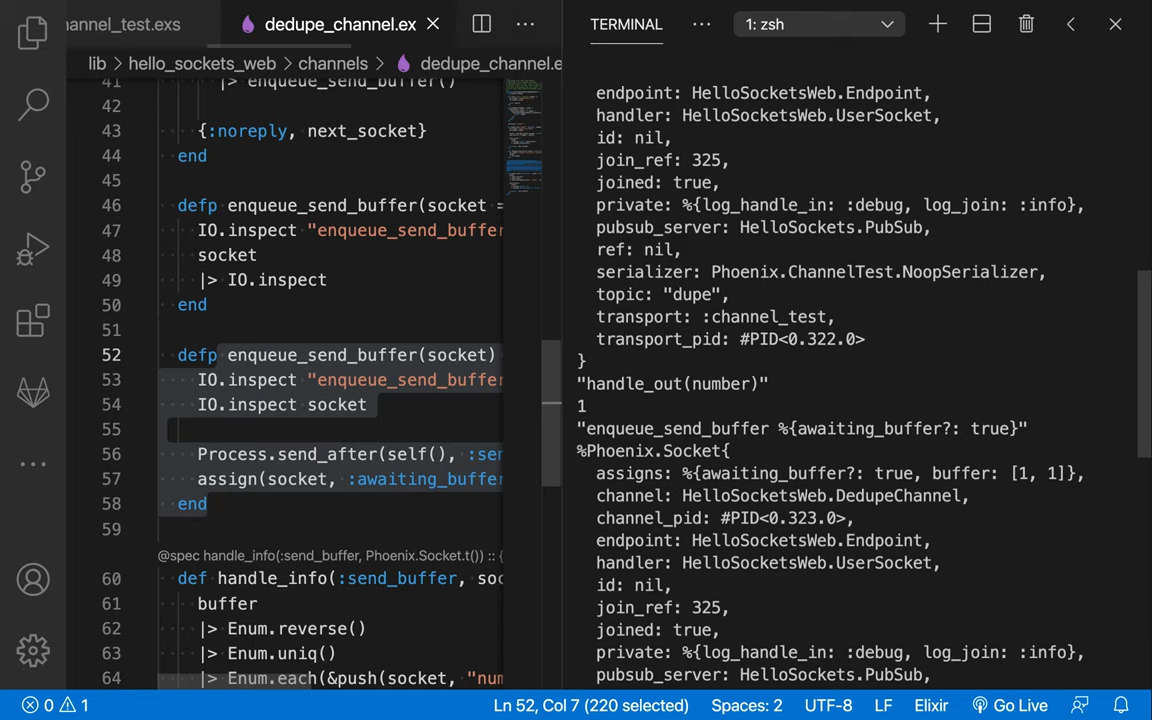 annel_test.exs
dedupe_channel.ex
TERMINAL
1: zsh
lib > hello_sockets_web > channels > dedupe_channel.e
41 |> enqueue_send_buffer()
42
43 {:noreply, next_socket}
44 end
45
46 defp enqueue_send_buffer(socket =
47 IO.inspect "enqueue_send_buffer
48 socket
49 |> IO.inspect
50 end
51
52 defp enqueue_send_buffer(socket)
53 IO.inspect "enqueue_send_buffer
54 IO.inspect socket
55
56 Process.send_after(self(), :sen
57 assign(socket, :awaiting_buffer
58 end
59
@spec handle_info(:send_buffer, Phoenix.Socket.t()) :: {
60 def handle_info(:send_buffer, soc
61 buffer
62 |> Enum.reverse()
63 |> Enum.uniq()
64 |> Enum.each(&push(socket, "num
endpoint: HelloSocketsWeb.Endpoint,
handler: HelloSocketsWeb.UserSocket,
id: nil,
join_ref: 325,
joined: true,
private: %{log_handle_in: :debug, log_join: :info},
pubsub_server: HelloSockets.PubSub,
ref: nil,
serializer: Phoenix.ChannelTest.NoopSerializer,
topic: "dupe",
transport: :channel_test,
transport_pid: #PID<0.322.0>
}
"handle_out(number)"
1
"enqueue_send_buffer %{awaiting_buffer?: true}"
%Phoenix.Socket{
assigns: %{awaiting_buffer?: true, buffer: [1, 1]},
channel: HelloSocketsWeb.DedupeChannel,
channel_pid: #PID<0.323.0>,
endpoint: HelloSocketsWeb.Endpoint,
handler: HelloSocketsWeb.UserSocket,
id: nil,
join_ref: 325,
joined: true,
private: %{log_handle_in: :debug, log_join: :info},
pubsub_server: HelloSockets.PubSub,
0 1 Ln 52, Col 7 (220 selected) Spaces: 2 UTF-8 LF Elixir Go Live